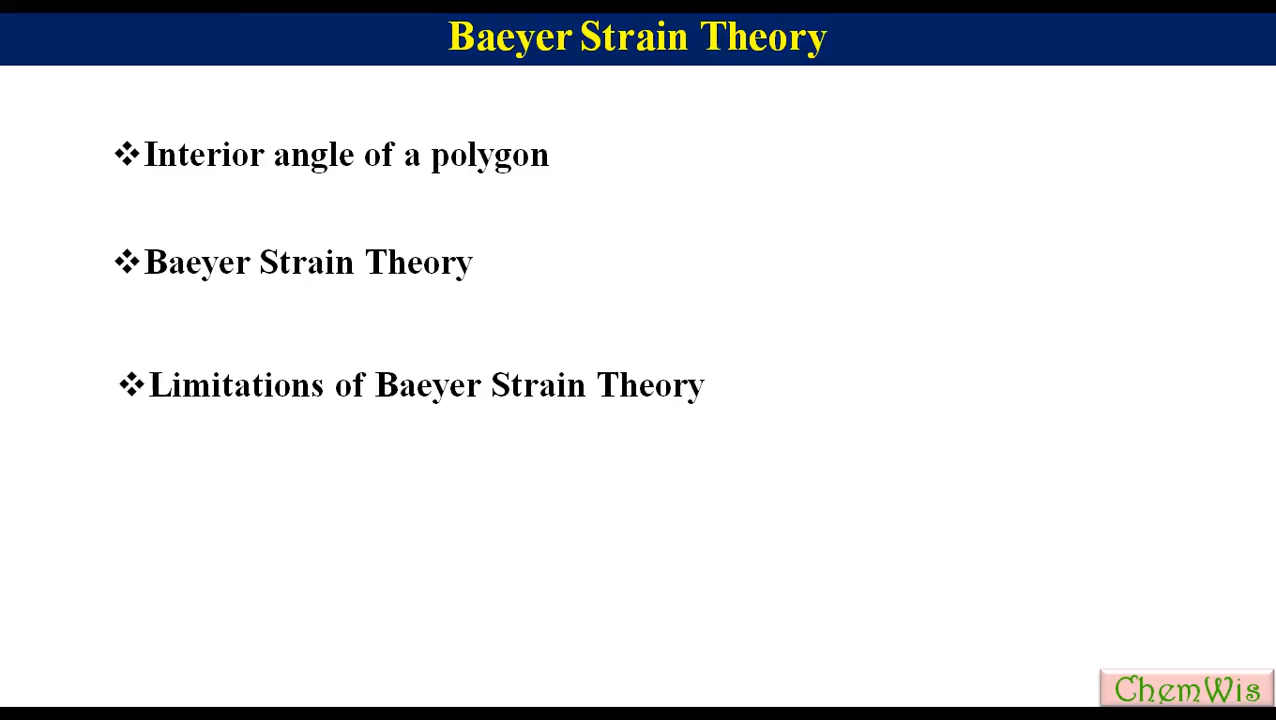 Baeyer Strain Theory
❖Interior angle of a polygon
❖Baeyer Strain Theory
❖Limitations of Baeyer Strain Theory
ChemWis